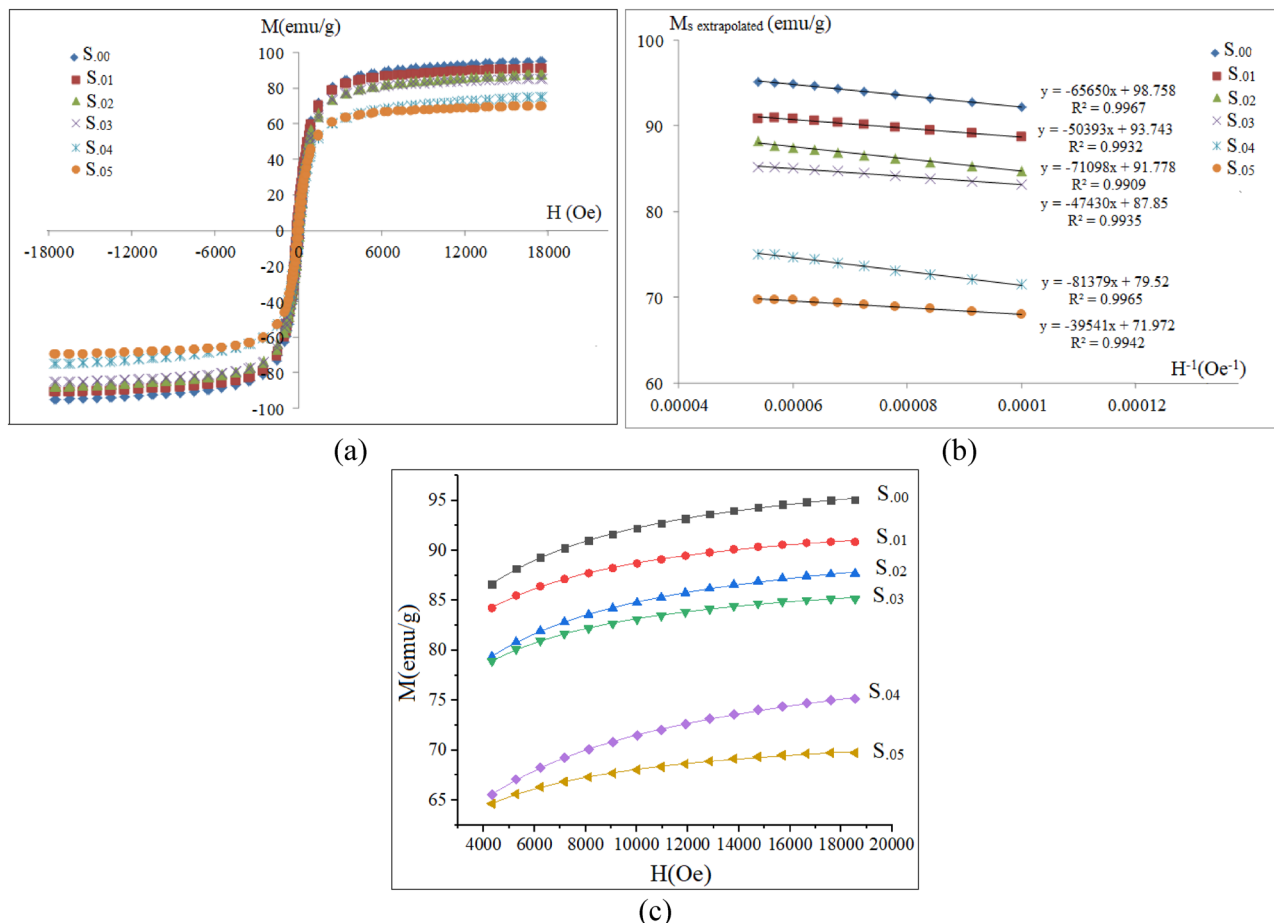 M(emu/g)
S.00
S.01
S.02
S.03
S.04
S.05
100
80
60
40
20
0
-20
-40
-60
-80
-100
H (Oe)
-18000 -12000 -6000 0 6000 12000 18000
(a)
Ms extrapolated (emu/g)
100
90
80
70
60
S.00
S.01
S.02
S.03
S.04
S.05
y = -65650x + 98.758
R² = 0.9967
y = -50393x + 93.743
R² = 0.9932
y = -71098x + 91.778
R² = 0.9909
y = -47430x + 87.85
R² = 0.9935
y = -81379x + 79.52
R² = 0.9965
y = -39541x + 71.972
R² = 0.9942
H⁻¹(Oe⁻¹)
0.00004 0.00006 0.00008 0.0001 0.00012
(b)
M(emu/g)
95
90
85
80
75
70
65
S.00
S.01
S.02
S.03
S.04
S.05
4000 6000 8000 10000 12000 14000 16000 18000 20000
H(Oe)
(c)